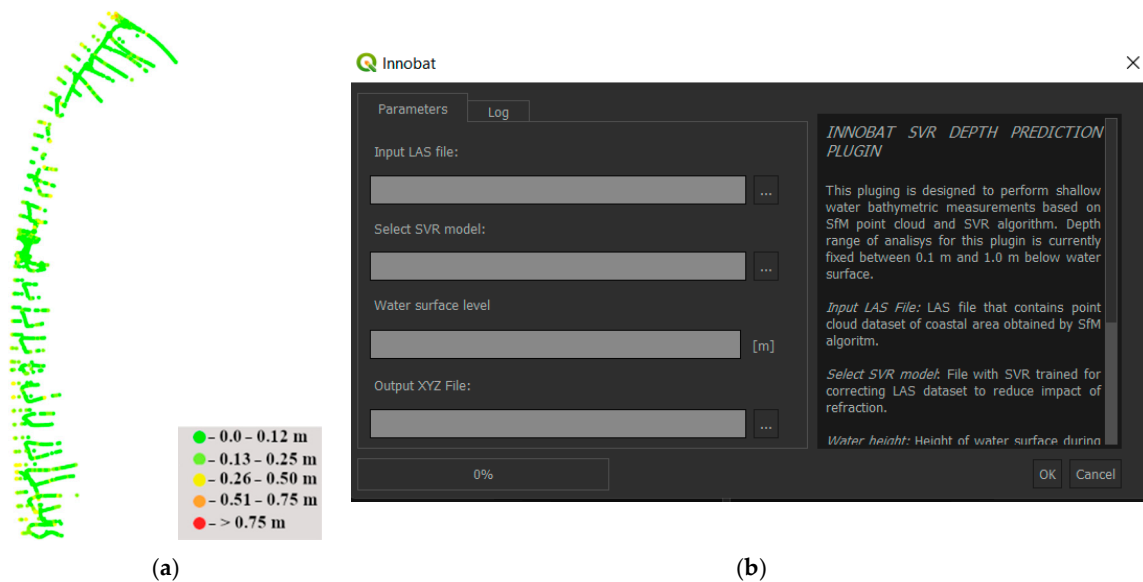 – 0.0 – 0.12 m
– 0.13 – 0.25 m
– 0.26 – 0.50 m
– 0.51 – 0.75 m
– > 0.75 m
(a)
Innobat
Parameters
Log
Input LAS file:
...
Select SVR model:
...
Water surface level
[m]
Output XYZ File:
...
0%
INNOBAT SVR DEPTH PREDICTION
PLUGIN
This pluging is designed to perform shallow
water bathymetric measurements based on
SfM point cloud and SVR algorithm. Depth
range of analisys for this plugin is currently
fixed between 0.1 m and 1.0 m below water
surface.
Input LAS File: LAS file that contains point
cloud dataset of coastal area obtained by SfM
algoritm.
Select SVR model: File with SVR trained for
correcting LAS dataset to reduce impact of
refraction.
Water height: Height of water surface during
OK
Cancel
(b)